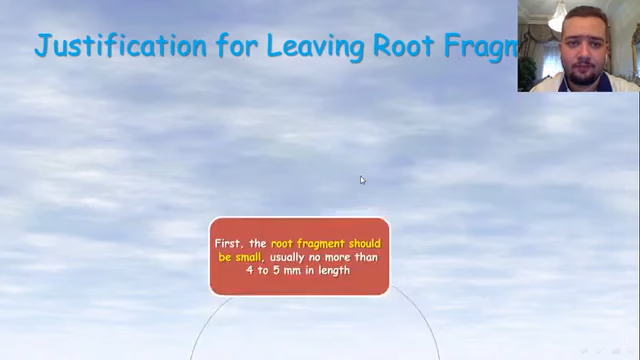 Justification for Leaving Root
First, the root fragment should
be small, usually no more than
4 to 5 mm in length